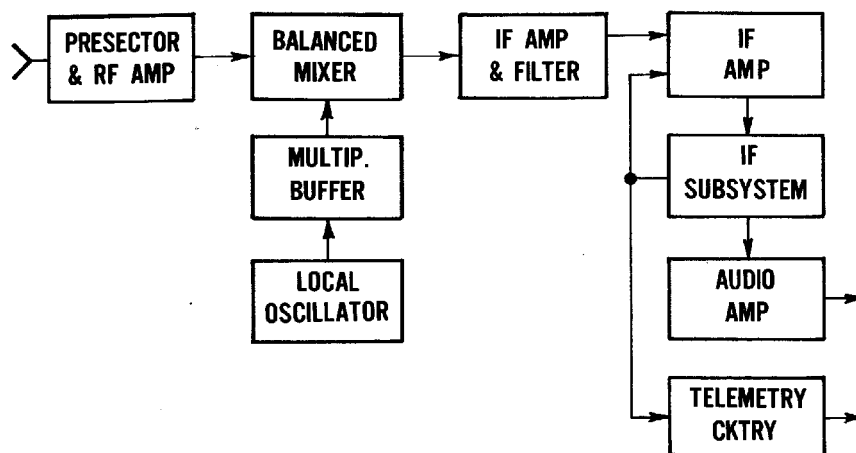 PRESECTOR
& RF AMP
BALANCED
MIXER
IF AMP
& FILTER
IF
AMP
MULTIP.
BUFFER
IF
SUBSYSTEM
LOCAL
OSCILLATOR
AUDIO
AMP
TELEMETRY
CKTRY